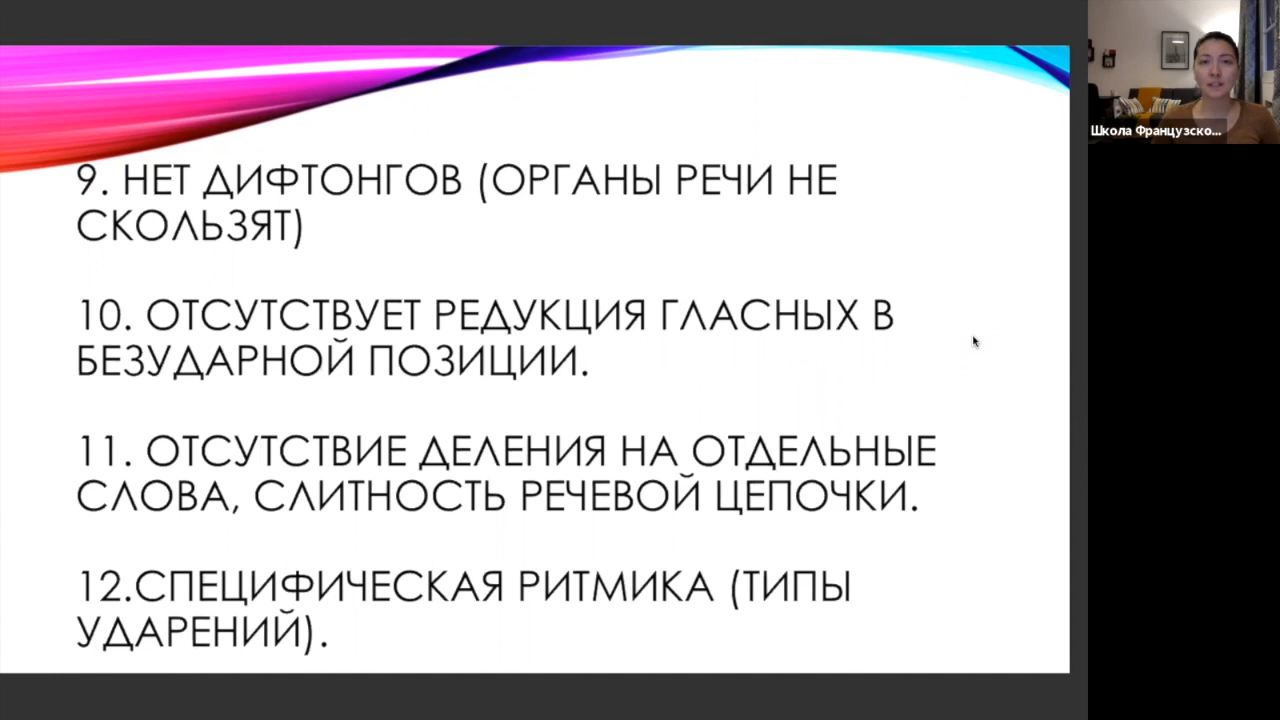 9. НЕТ ДИФТОНГОВ (ОРГАНЫ РЕЧИ НЕ
СКОЛЬЗЯТ)
10. ОТСУТСТВУЕТ РЕДУКЦИЯ ГЛАСНЫХ В
БЕЗУДАРНОЙ ПОЗИЦИИ.
11. ОТСУТСТВИЕ ДЕЛЕНИЯ НА ОТДЕЛЬНЫЕ
СЛОВА, СЛИТНОСТЬ РЕЧЕВОЙ ЦЕПОЧКИ.
12.СПЕЦИФИЧЕСКАЯ РИТМИКА (ТИПЫ
УДАРЕНИЙ).
Школа Французско...